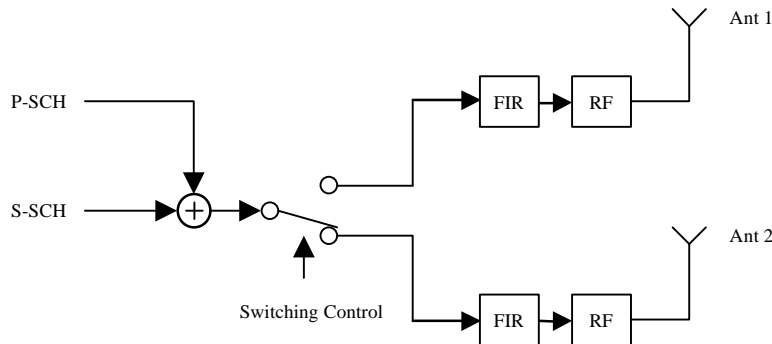 Ant 1
P-SCH
FIR
RF
S-SCH
+
Ant 2
Switching Control
FIR
RF